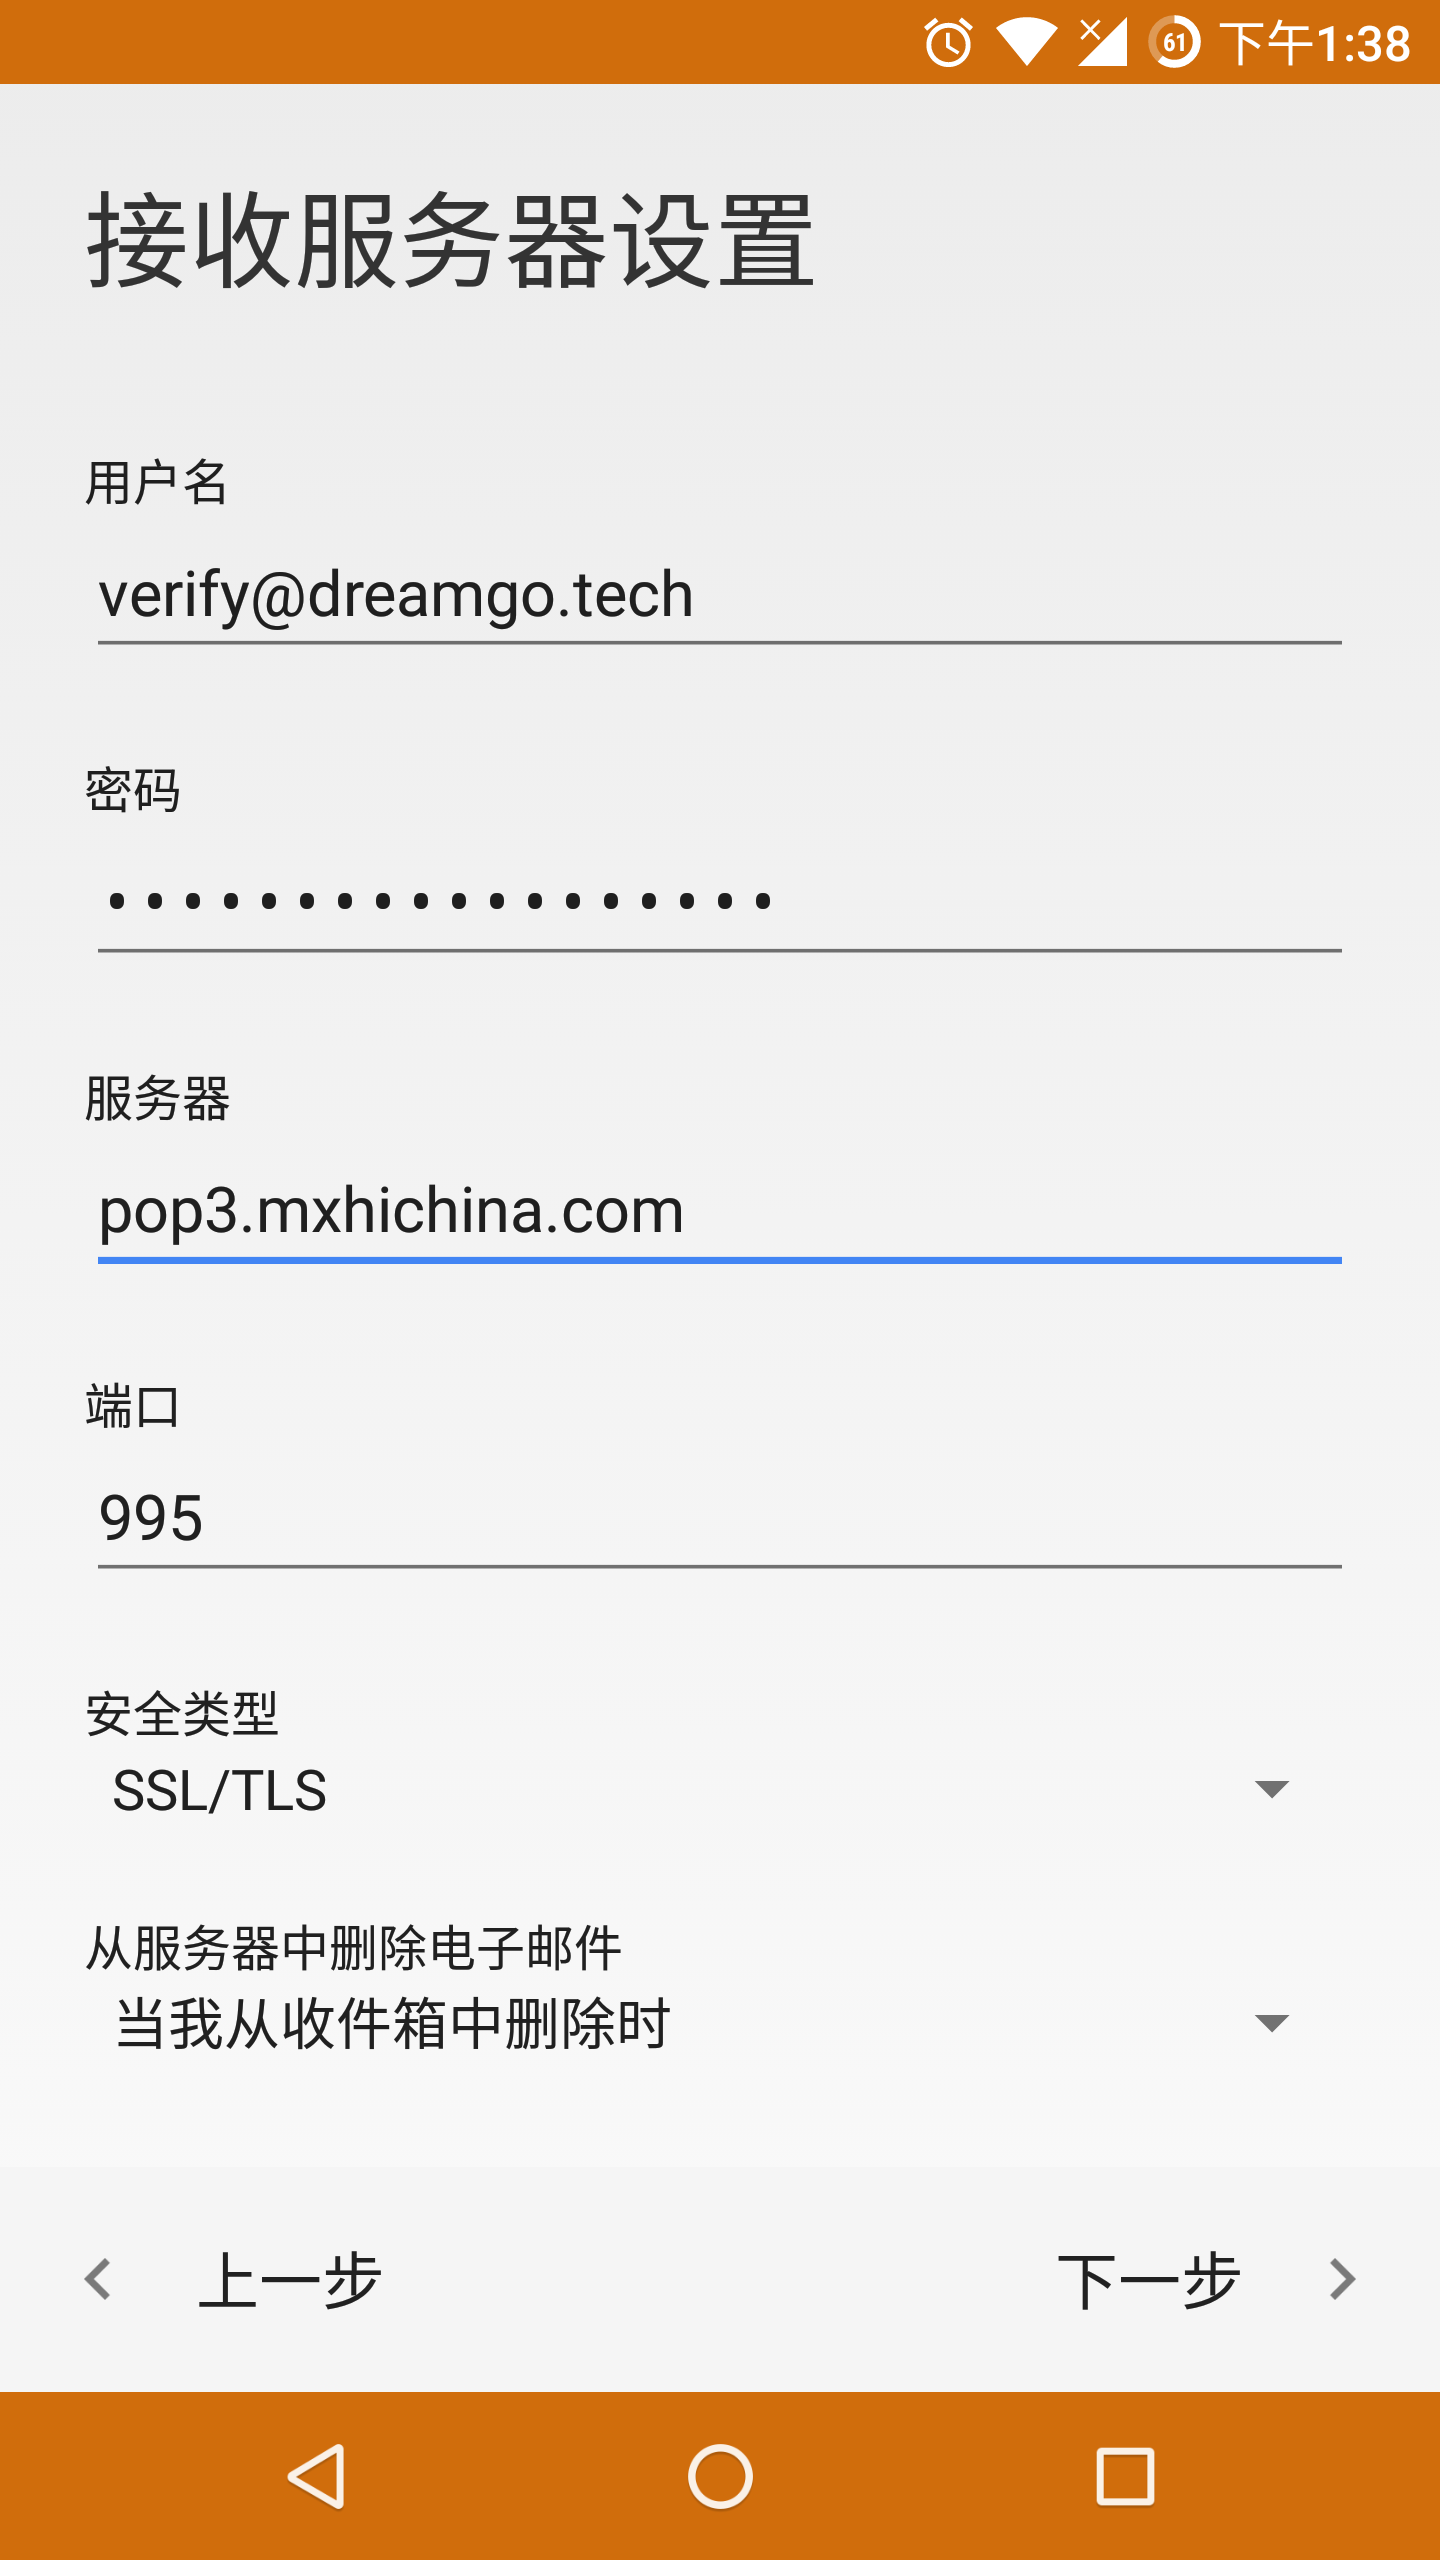 61 下午1:38
接收服务器设置
用户名
verify@dreamgo.tech
密码
••••••••••••••••••
服务器
pop3.mxhichina.com
端口
995
安全类型
SSL/TLS
从服务器中删除电子邮件
当我从收件箱中删除时
上一步 下一步